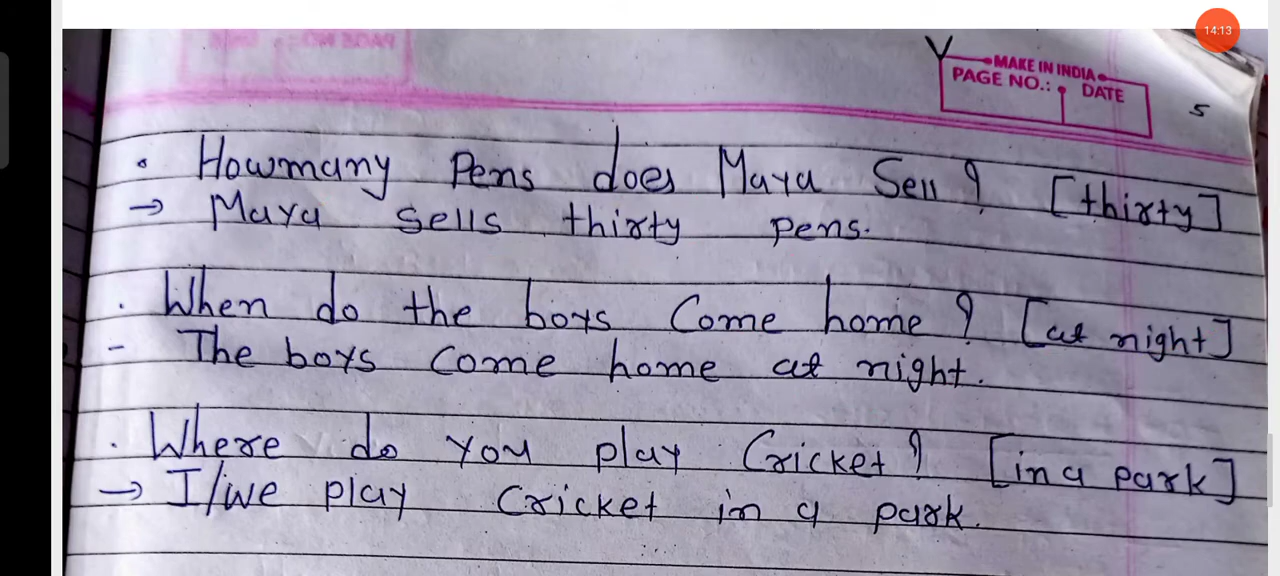 14:13
MAKE IN INDIA
PAGE NO.: DATE
5
• Howmany Pens does Maya Sell ? [thirty]
→ Maya sells thirty pens.
. When do the boys Come home ? [at night]
- The boys come home at night.
. Where do you play Cricket ? [in a park]
→ I/we play Cricket in a park.